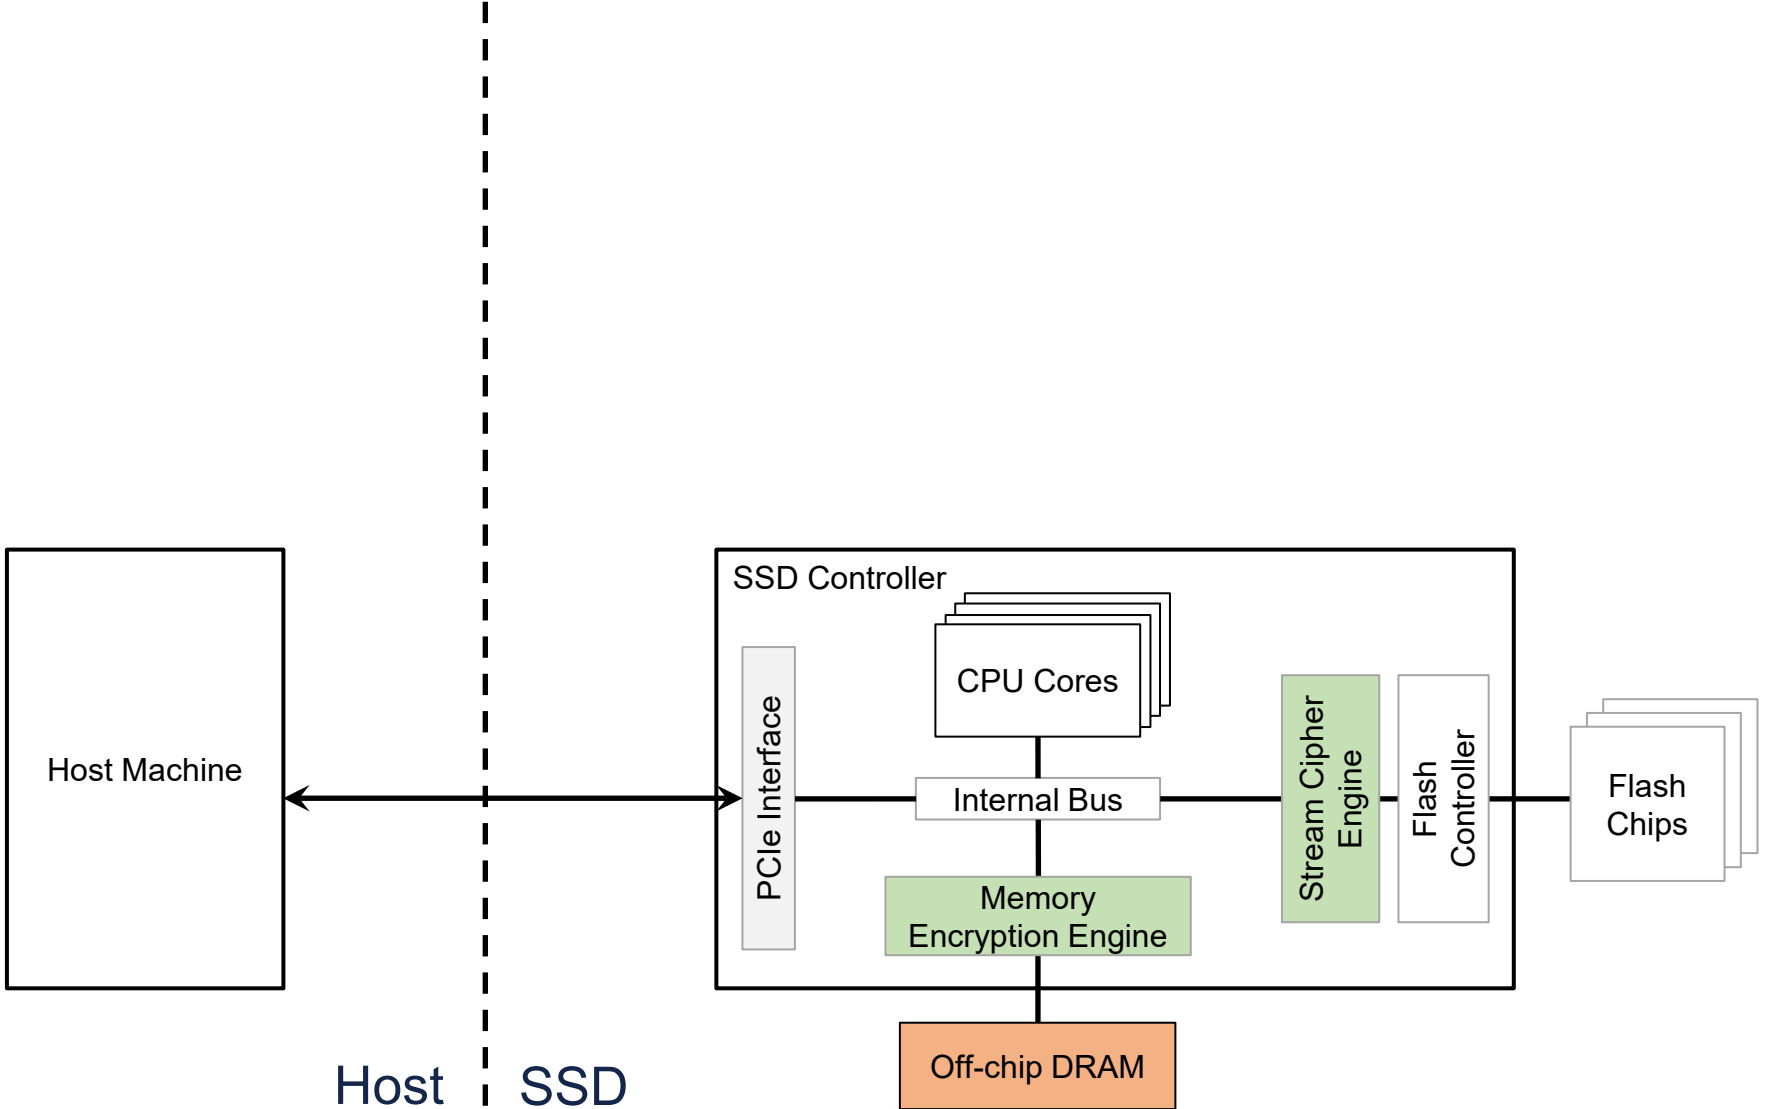 SSD Controller
CPU Cores
Host Machine
PCIe Interface
Internal Bus
Stream Cipher
Engine
Flash
Controller
Flash
Chips
Memory
Encryption Engine
Off-chip DRAM
Host
SSD